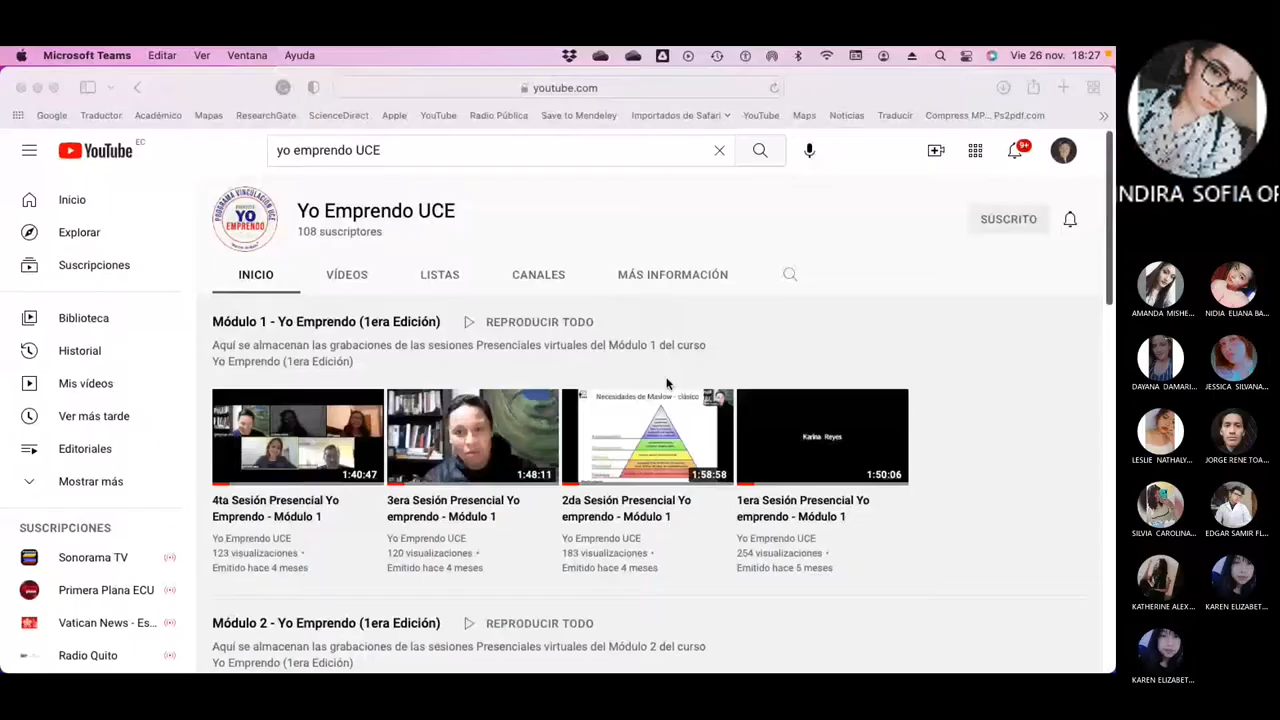 Microsoft Teams Editar Ver Ventana Ayuda Vie 26 nov. 18:27
youtube.com
Google Traductor Académico Mapas ResearchGate ScienceDirect Apple YouTube Radio Pública Save to Mendeley Importados de Safari YouTube Maps Noticias Traducir Compress MP... Ps2pdf.com
YouTube EC
yo emprendo UCE
9+
Inicio
Explorar
Suscripciones
Biblioteca
Historial
Mis vídeos
Ver más tarde
Editoriales
Mostrar más
SUSCRIPCIONES
Sonorama TV
Primera Plana ECU
Vatican News - Es...
Radio Quito
PROGRAMA VINCULACIÓN UCE
YO
EMPRENDO
Yo Emprendo UCE
108 suscriptores
SUSCRITO
INICIO VÍDEOS LISTAS CANALES MÁS INFORMACIÓN
Módulo 1 - Yo Emprendo (1era Edición) REPRODUCIR TODO
Aquí se almacenan las grabaciones de las sesiones Presenciales virtuales del Módulo 1 del curso
Yo Emprendo (1era Edición)
1:40:47
4ta Sesión Presencial Yo
emprendo - Módulo 1
Yo Emprendo UCE
123 visualizaciones •
Emitido hace 4 meses
1:48:11
3era Sesión Presencial Yo
emprendo - Módulo 1
Yo Emprendo UCE
120 visualizaciones •
Emitido hace 4 meses
Necesidades de Maslow - clásico
1:58:58
2da Sesión Presencial Yo
emprendo - Módulo 1
Yo Emprendo UCE
183 visualizaciones •
Emitido hace 4 meses
Karina Reyes
1:50:06
1era Sesión Presencial Yo
emprendo - Módulo 1
Yo Emprendo UCE
254 visualizaciones •
Emitido hace 5 meses
Módulo 2 - Yo Emprendo (1era Edición) REPRODUCIR TODO
Aquí se almacenan las grabaciones de las sesiones Presenciales virtuales del Módulo 2 del curso
Yo Emprendo (1era Edición)
NDIRA SOFIA OR
AMANDA MISHE... NIDIA ELIANA BA...
DAYANA DAMARI... JESSICA SILVANA...
LESLIE NATHALY... JORGE RENE TOA...
SILVIA CAROLINA... EDGAR SAMIR FL...
KATHERINE ALEX... KAREN ELIZABET...
KAREN ELIZABET...